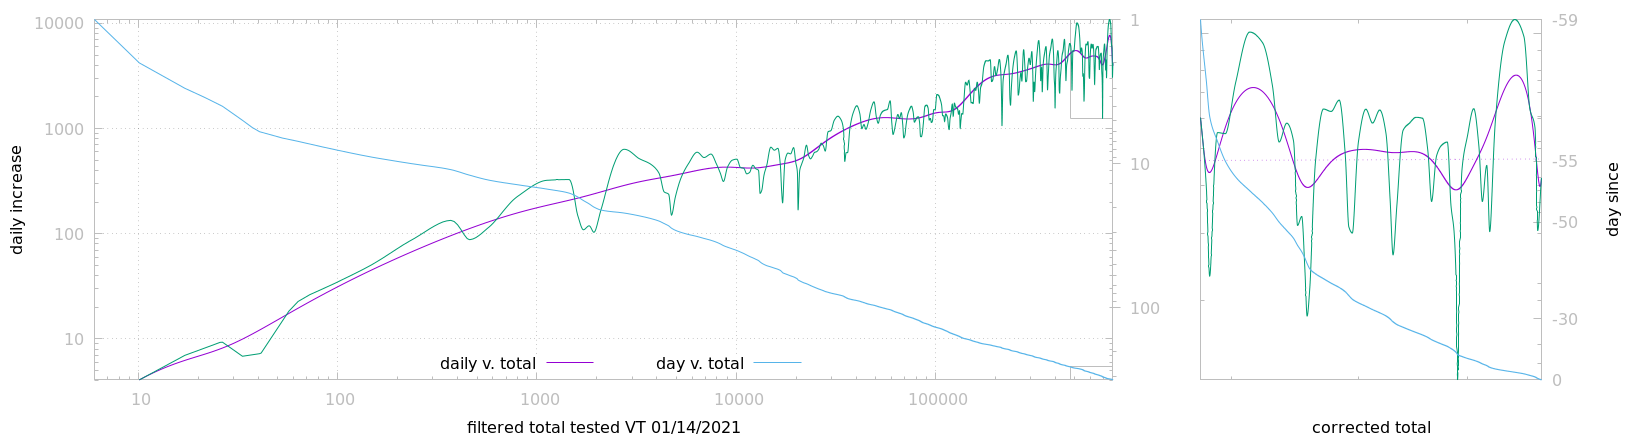 10000
1000
100
10
daily increase
10
100
1000
10000
100000
filtered total tested VT 01/14/2021
daily v. total
day v. total
1
10
100
-59
-55
-50
-30
0
day since
corrected total